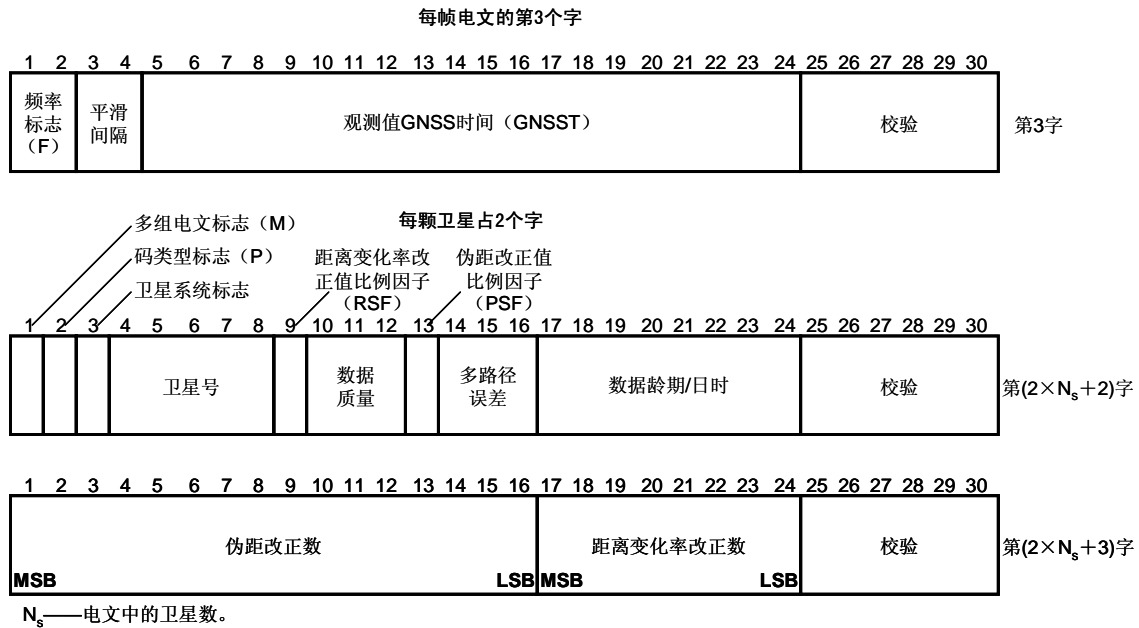 每帧电文的第3个字
1 2 3 4 5 6 7 8 9 10 11 12 13 14 15 16 17 18 19 20 21 22 23 24 25 26 27 28 29 30
频率
标志
（F）
平滑
间隔
观测值GNSS时间（GNSST）
校验
第3字
多组电文标志（M）
码类型标志（P）
卫星系统标志
每颗卫星占2个字
距离变化率改
正值比例因子
（RSF）
伪距改正值
比例因子
（PSF）
1 2 3 4 5 6 7 8 9 10 11 12 13 14 15 16 17 18 19 20 21 22 23 24 25 26 27 28 29 30
卫星号
数据
质量
多路径
误差
数据龄期/日时
校验
第(2×Ns＋2)字
1 2 3 4 5 6 7 8 9 10 11 12 13 14 15 16 17 18 19 20 21 22 23 24 25 26 27 28 29 30
伪距改正数
MSB LSB
距离变化率改正数
MSB LSB
校验
第(2×Ns＋3)字
Ns——电文中的卫星数。